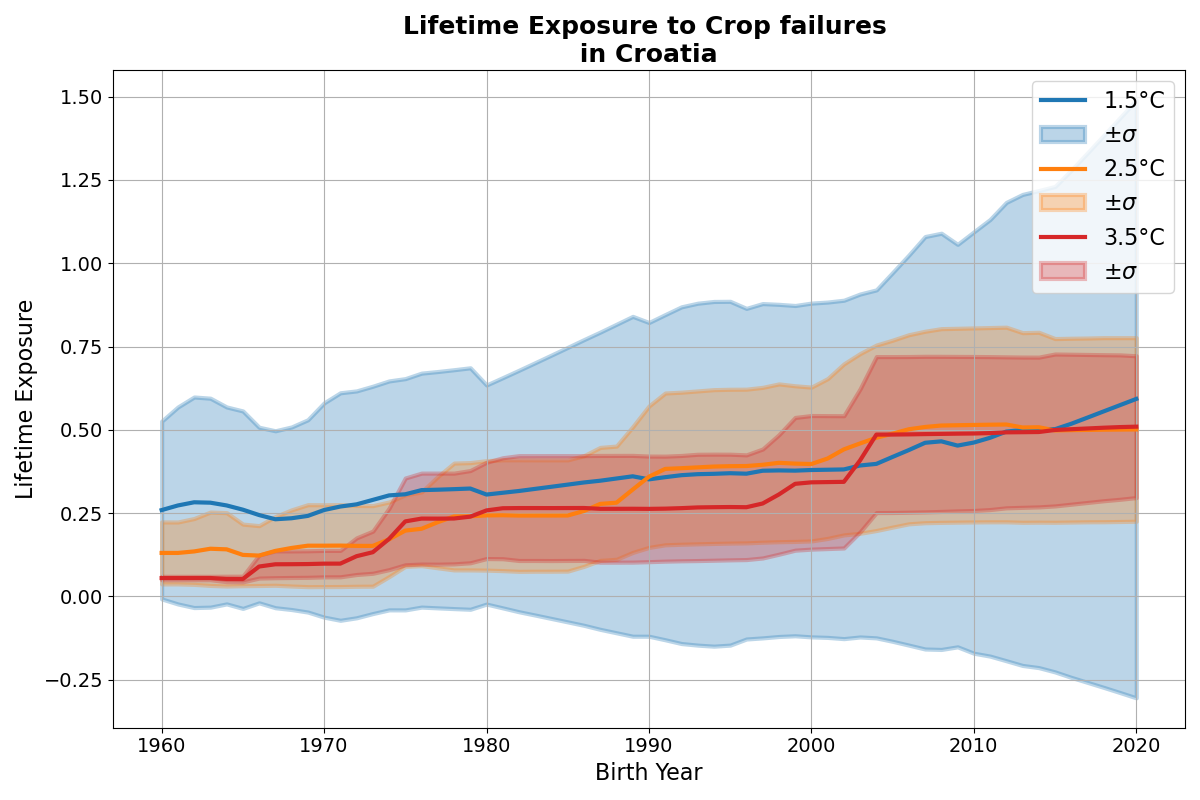 Lifetime Exposure to Crop failures
in Croatia
1.50
1.25
1.00
0.75
0.50
0.25
0.00
−0.25
Lifetime Exposure
1.5°C
±σ
2.5°C
±σ
3.5°C
±σ
1960 1970 1980 1990 2000 2010 2020
Birth Year